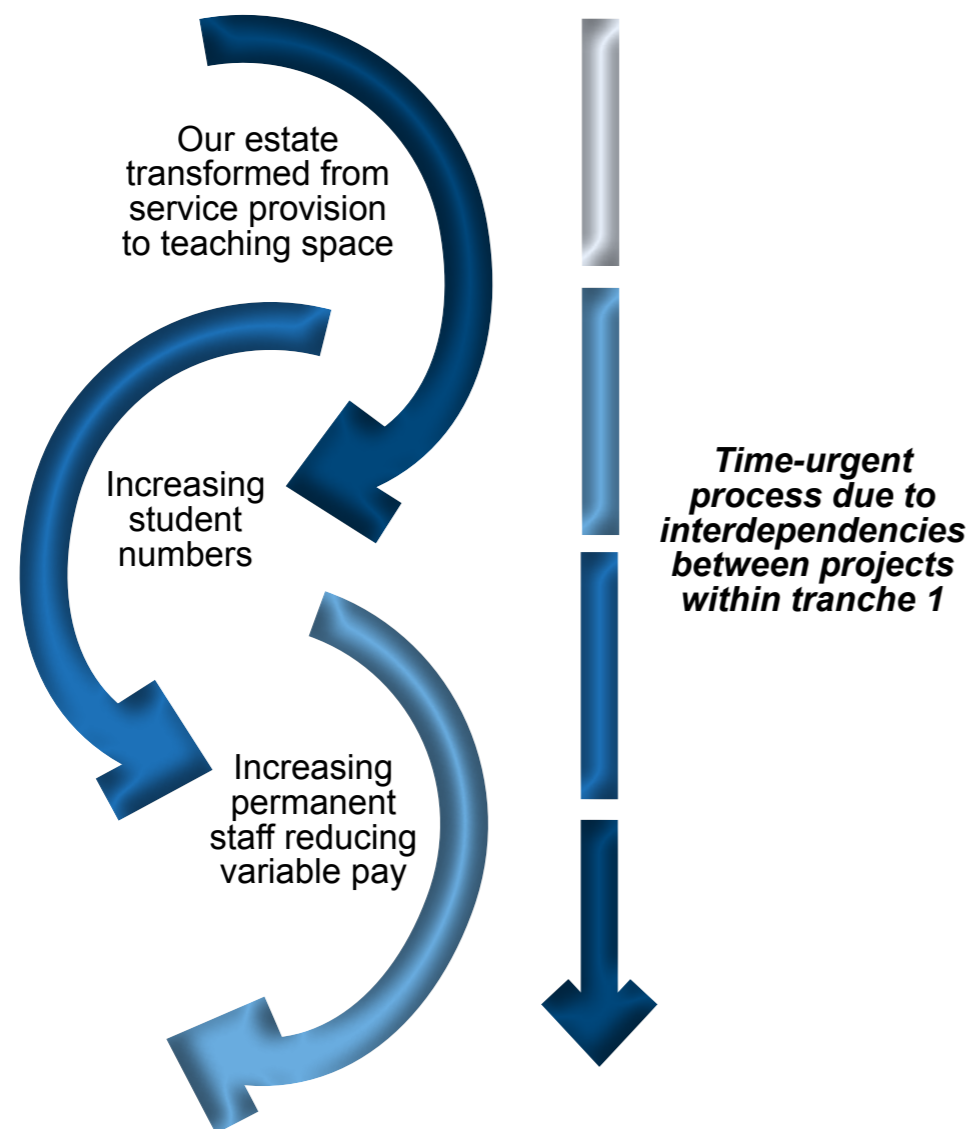 Our estate
transformed from
service provision
to teaching space
Increasing
student
numbers
Time-urgent
process due to
interdependencies
between projects
within tranche 1
Increasing
permanent
staff reducing
variable pay